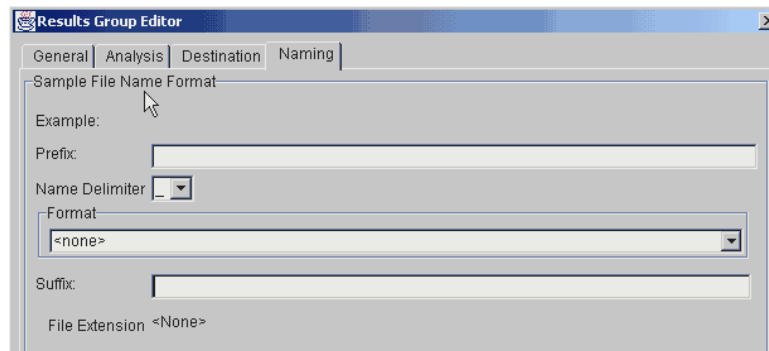 Results Group Editor
General Analysis Destination Naming
Sample File Name Format
Example:
Prefix:
Name Delimiter _
Format
<none>
Suffix:
File Extension <None>